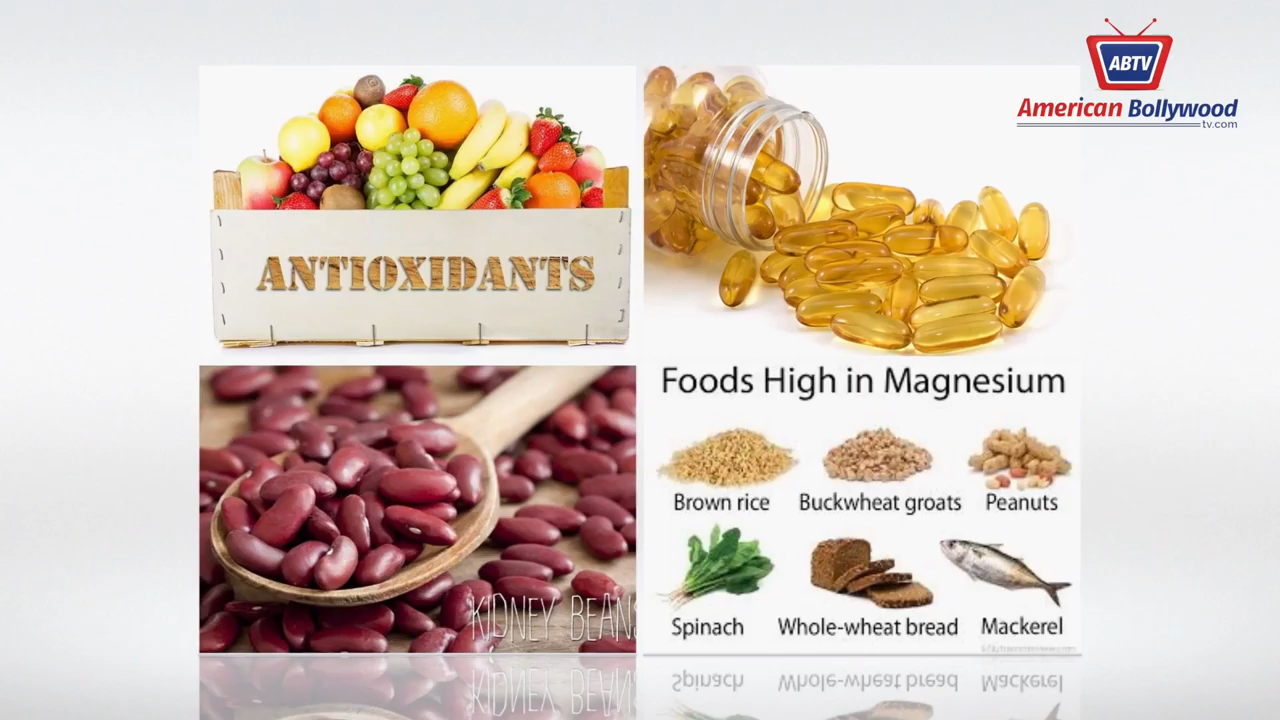 ABTV
American Bollywood
tv.com
ANTIOXIDANTS
Foods High in Magnesium
Brown rice
Buckwheat groats
Peanuts
Spinach
Whole-wheat bread
Mackerel
KIDNEY BEANS